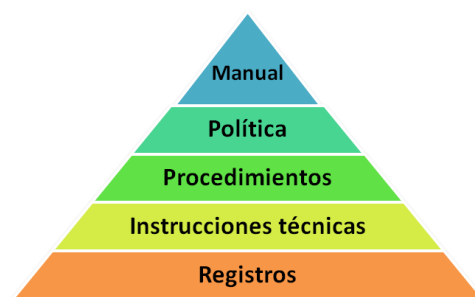 Manual
Política
Procedimientos
Instrucciones técnicas
Registros